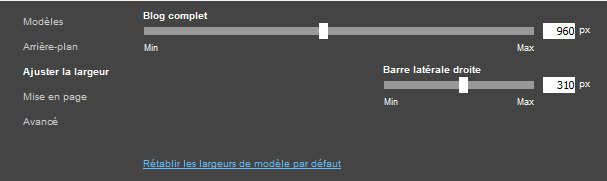 Modèles
Arrière-plan
Ajuster la largeur
Mise en page
Avancé
Blog complet
960 px
Min Max
Barre latérale droite
310 px
Min Max
Rétablir les largeurs de modèle par défaut